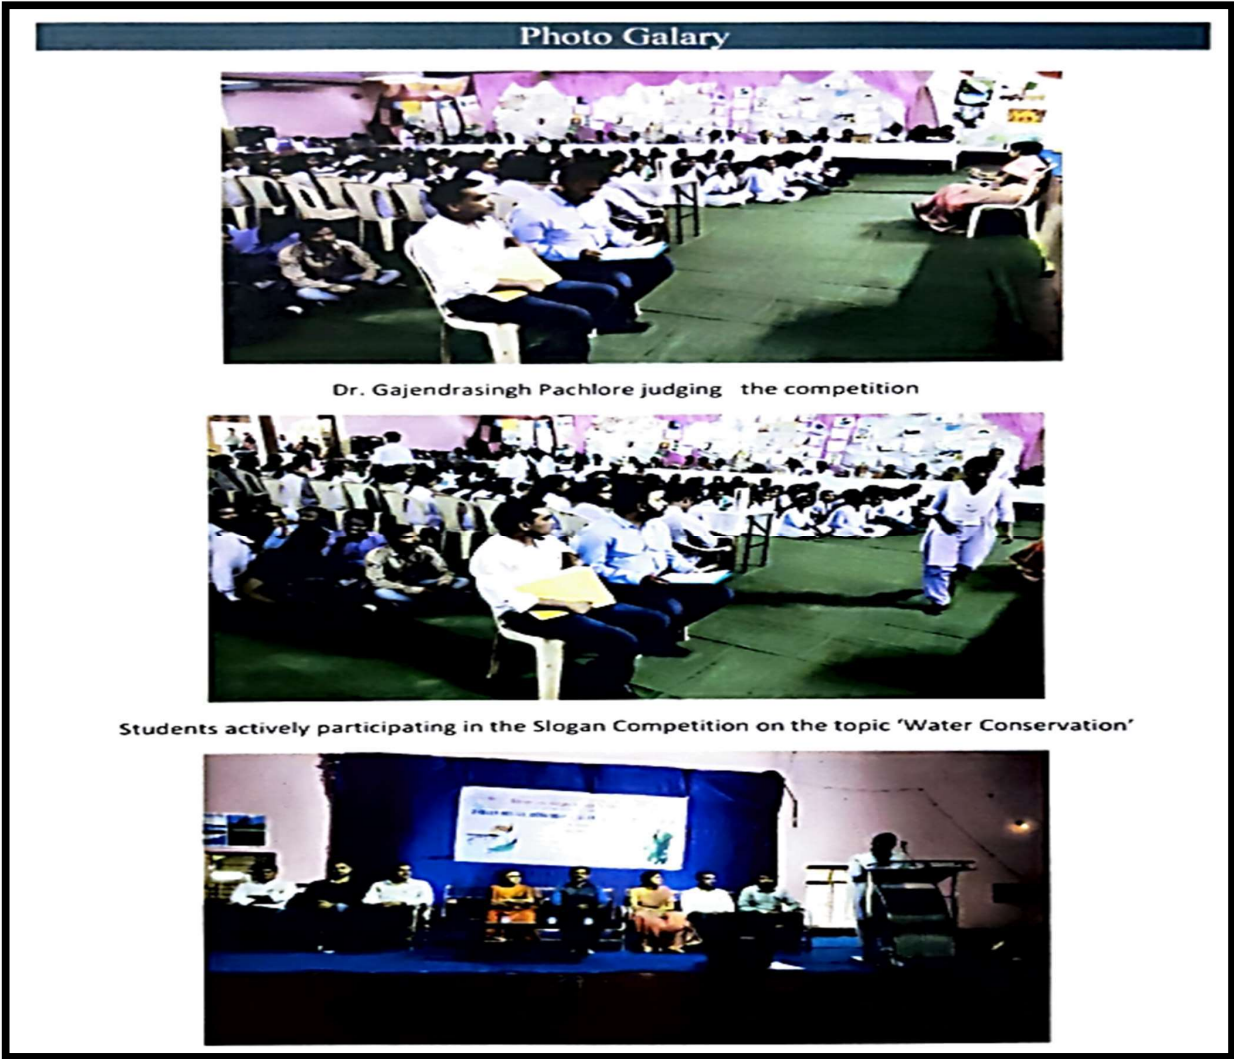 Photo Galary
Dr. Gajendrasingh Pachlore judging the competition
Students actively participating in the Slogan Competition on the topic ‘Water Conservation’